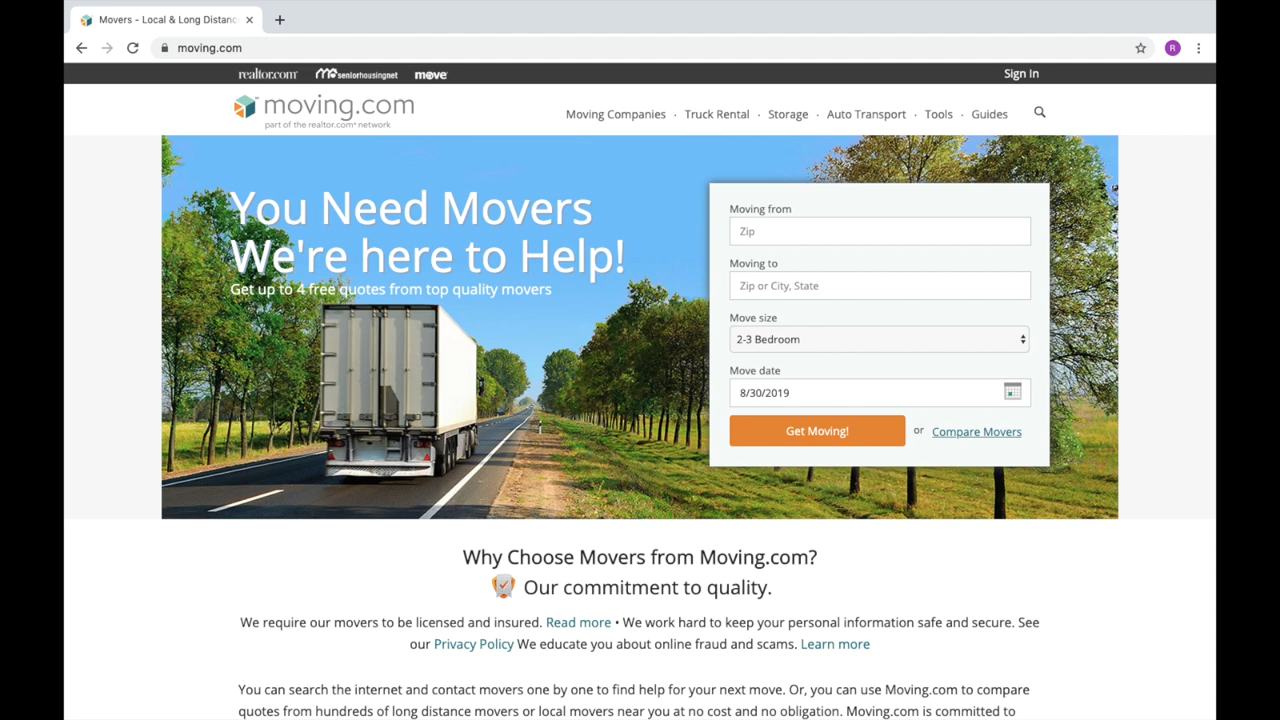 Movers - Local & Long Distanc
moving.com
R
realtor.com seniorhousingnet move
Sign In
moving.com
part of the realtor.com network
Moving Companies · Truck Rental · Storage · Auto Transport · Tools · Guides
You Need Movers
We're here to Help!
Get up to 4 free quotes from top quality movers
Moving from
Zip
Moving to
Zip or City, State
Move size
2-3 Bedroom
Move date
8/30/2019
Get Moving! or Compare Movers
Why Choose Movers from Moving.com?
Our commitment to quality.
We require our movers to be licensed and insured. Read more • We work hard to keep your personal information safe and secure. See
our Privacy Policy We educate you about online fraud and scams. Learn more
You can search the internet and contact movers one by one to find help for your next move. Or, you can use Moving.com to compare
quotes from hundreds of long distance movers or local movers near you at no cost and no obligation. Moving.com is committed to